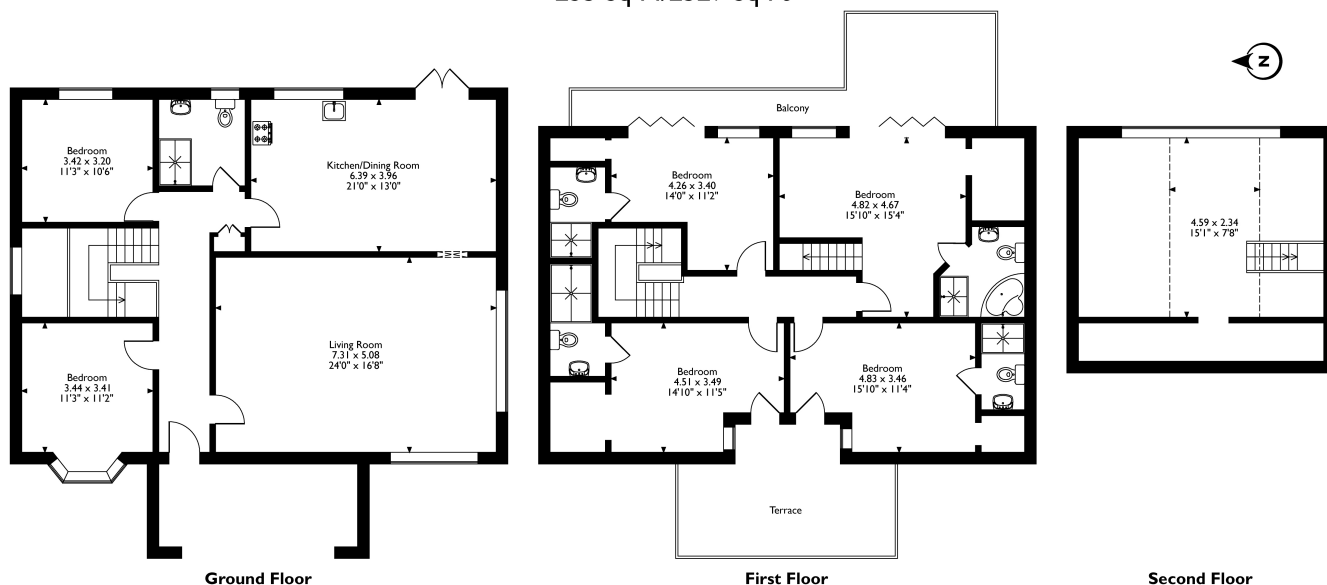 Balcony
Bedroom
3.42 x 3.20
11'3" x 10'6"
Kitchen/Dining Room
6.39 x 3.96
21'0" x 13'0"
Bedroom
4.26 x 3.40
14'0" x 11'2"
Bedroom
4.82 x 4.67
15'10" x 15'4"
4.59 x 2.34
15'1" x 7'8"
Living Room
7.31 x 5.08
24'0" x 16'8"
Bedroom
3.44 x 3.41
11'3" x 11'2"
Bedroom
4.51 x 3.49
14'10" x 11'5"
Bedroom
4.83 x 3.46
15'10" x 11'4"
Terrace
N
Ground Floor
First Floor
Second Floor